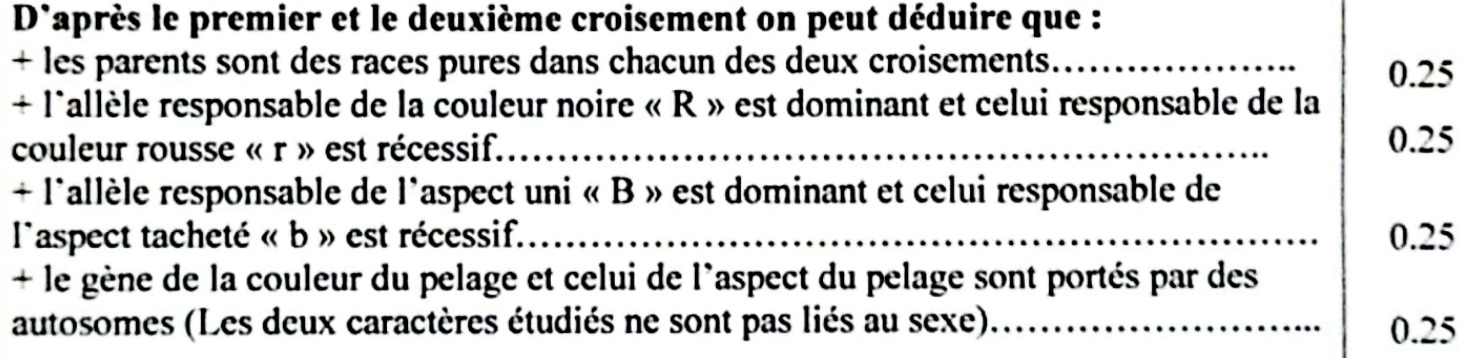 D'après le premier et le deuxième croisement on peut déduire que :
+ les parents sont des races pures dans chacun des deux croisements.................... 0.25
+ l'allèle responsable de la couleur noire « R » est dominant et celui responsable de la
couleur rousse « r » est récessif............................................................. 0.25
+ l'allèle responsable de l'aspect uni « B » est dominant et celui responsable de
l'aspect tacheté « b » est récessif............................................................... 0.25
+ le gène de la couleur du pelage et celui de l'aspect du pelage sont portés par des
autosomes (Les deux caractères étudiés ne sont pas liés au sexe)........................... 0.25